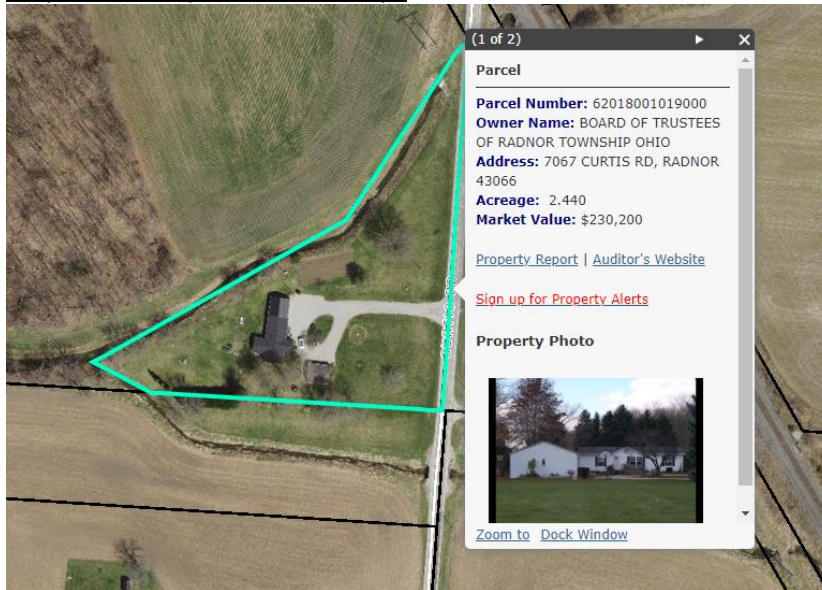 (1 of 2)
Parcel
Parcel Number: 62018001019000
Owner Name: BOARD OF TRUSTEES
OF RADNOR TOWNSHIP OHIO
Address: 7067 CURTIS RD, RADNOR
43066
Acreage: 2.440
Market Value: $230,200
Property Report | Auditor's Website
Sign up for Property Alerts
Property Photo
Zoom to Dock Window